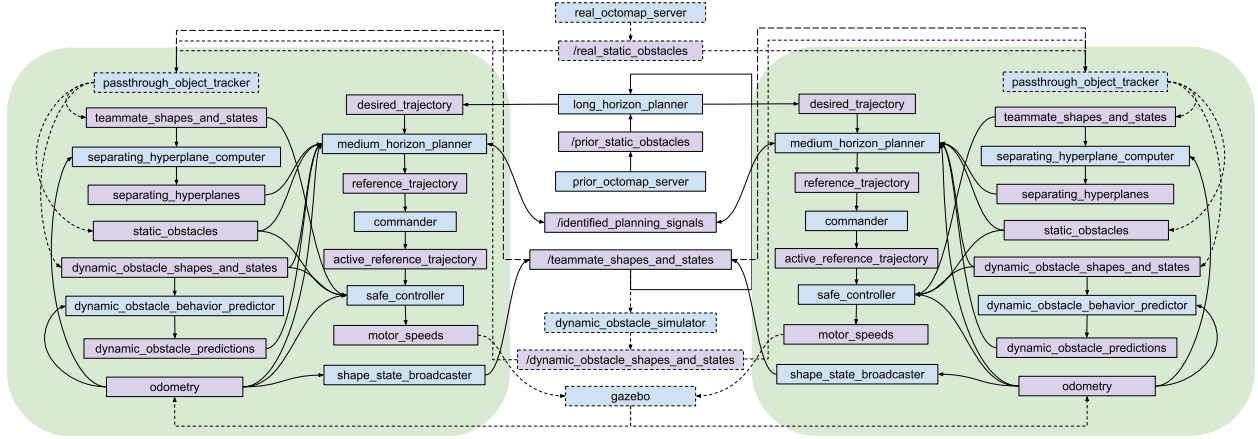 real_octomap_server
/real_static_obstacles
passthrough_object_tracker
teammate_shapes_and_states
separating_hyperplane_computer
separating_hyperplanes
static_obstacles
dynamic_obstacle_shapes_and_states
dynamic_obstacle_behavior_predictor
dynamic_obstacle_predictions
odometry
desired_trajectory
medium_horizon_planner
reference_trajectory
commander
active_reference_trajectory
safe_controller
motor_speeds
shape_state_broadcaster
long_horizon_planner
/prior_static_obstacles
prior_octomap_server
/identified_planning_signals
/teammate_shapes_and_states
dynamic_obstacle_simulator
/dynamic_obstacle_shapes_and_states
gazebo
desired_trajectory
medium_horizon_planner
reference_trajectory
commander
active_reference_trajectory
safe_controller
motor_speeds
shape_state_broadcaster
passthrough_object_tracker
teammate_shapes_and_states
separating_hyperplane_computer
separating_hyperplanes
static_obstacles
dynamic_obstacle_shapes_and_states
dynamic_obstacle_behavior_predictor
dynamic_obstacle_predictions
odometry